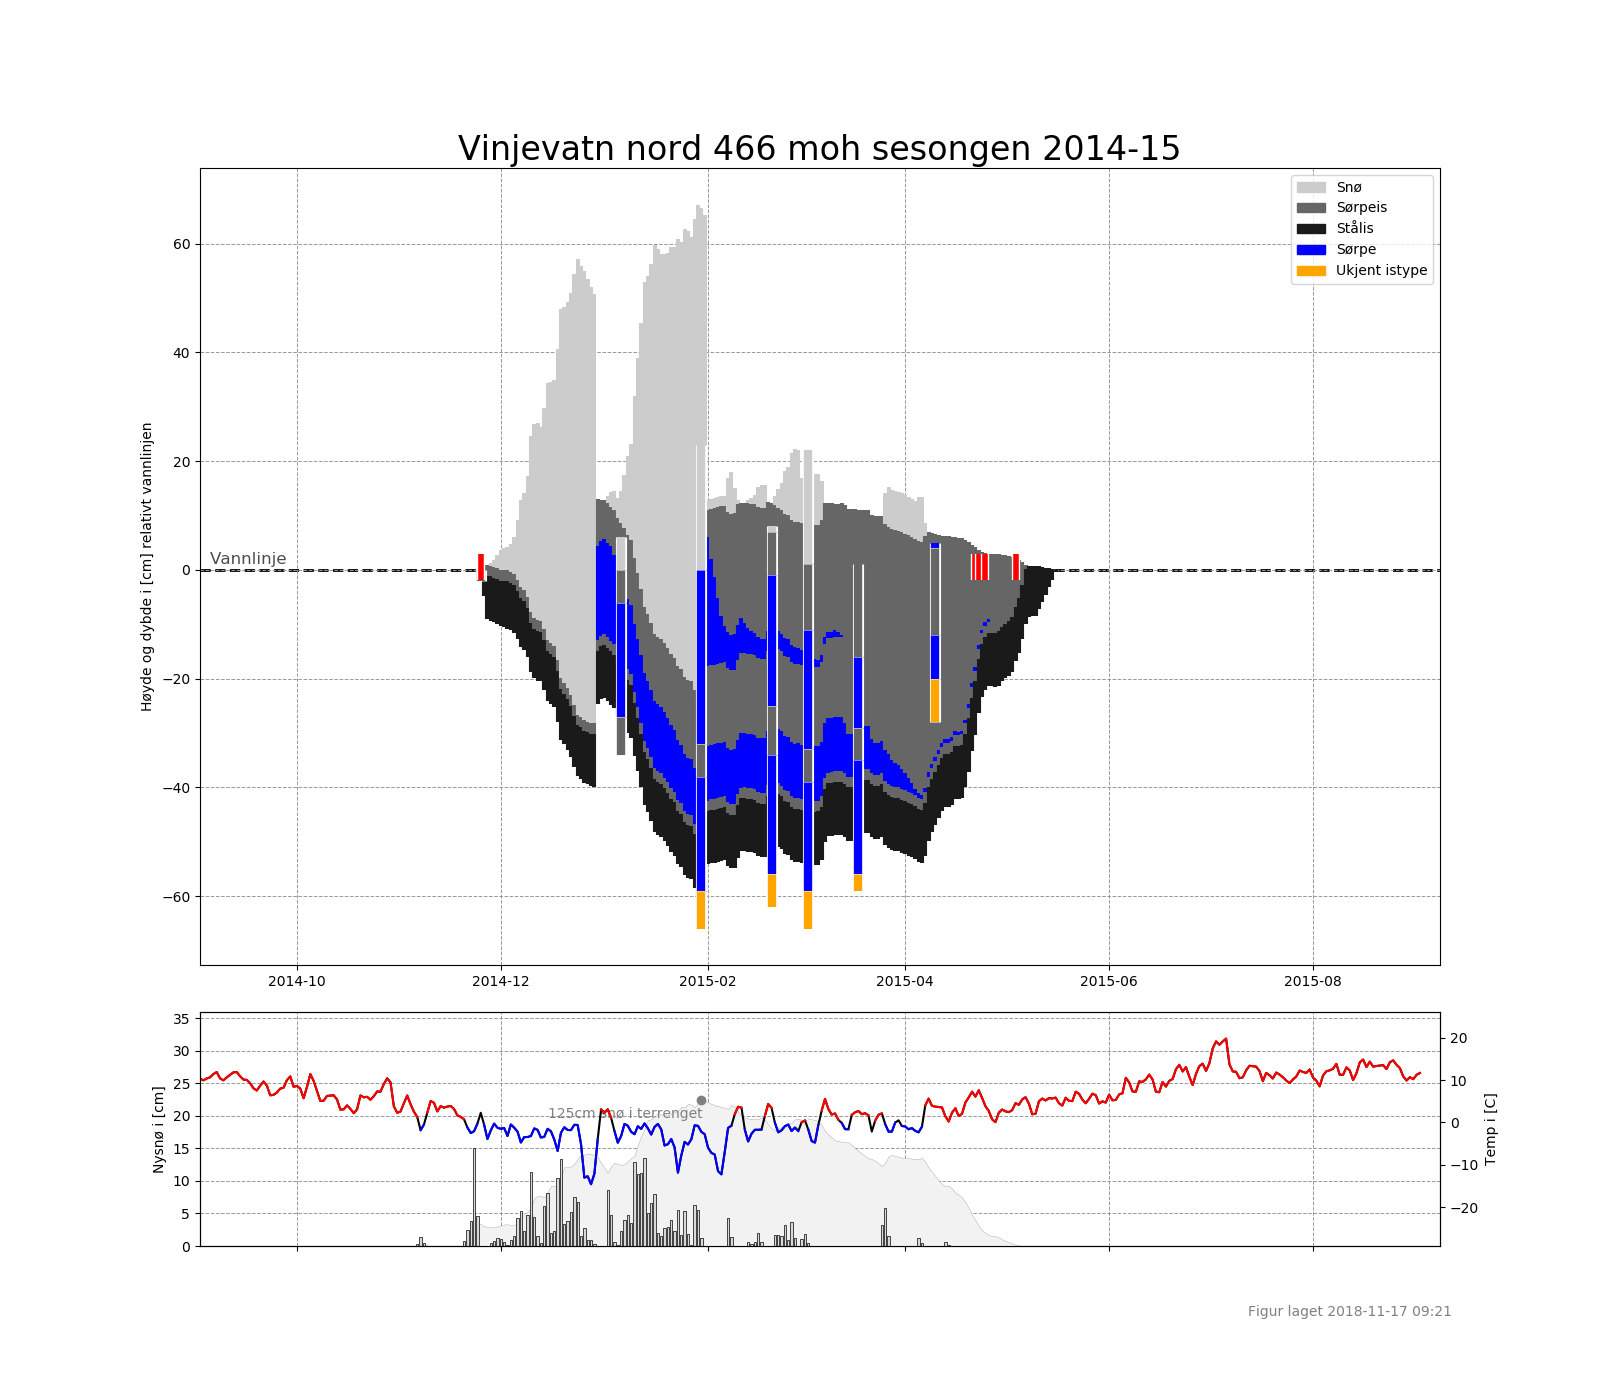 Vinjevatn nord 466 moh sesongen 2014-15
Høyde og dybde i [cm] relativt vannlinjen
60
40
20
0
−20
−40
−60
Vannlinje
Snø
Sørpeis
Stålis
Sørpe
Ukjent istype
2014-10
2014-12
2015-02
2015-04
2015-06
2015-08
Nysnø i [cm]
35
30
25
20
15
10
5
0
125cm snø i terrenget
20
10
0
−10
−20
Temp i [C]
Figur laget 2018-11-17 09:21